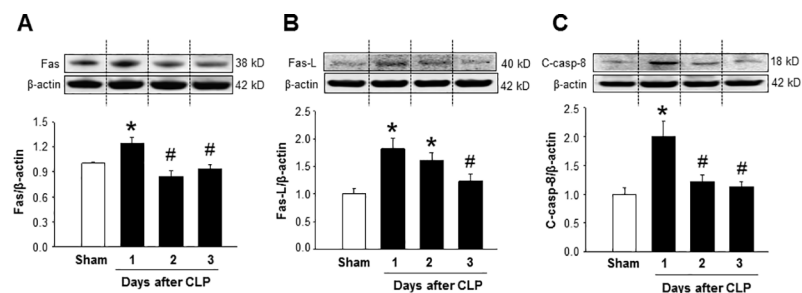 A
Fas 38 kD
β-actin 42 kD
Fas/β-actin
1.5
1.2
0.9
0.6
0.3
0.0
* # #
Sham 1 2 3
Days after CLP
B
Fas-L 40 kD
β-actin 42 kD
Fas-L/β-actin
2.5
2.0
1.5
1.0
0.5
0.0
* * #
Sham 1 2 3
Days after CLP
C
C-casp-8 18 kD
β-actin 42 kD
C-casp-8/β-actin
2.5
2.0
1.5
1.0
0.5
0.0
* # #
Sham 1 2 3
Days after CLP